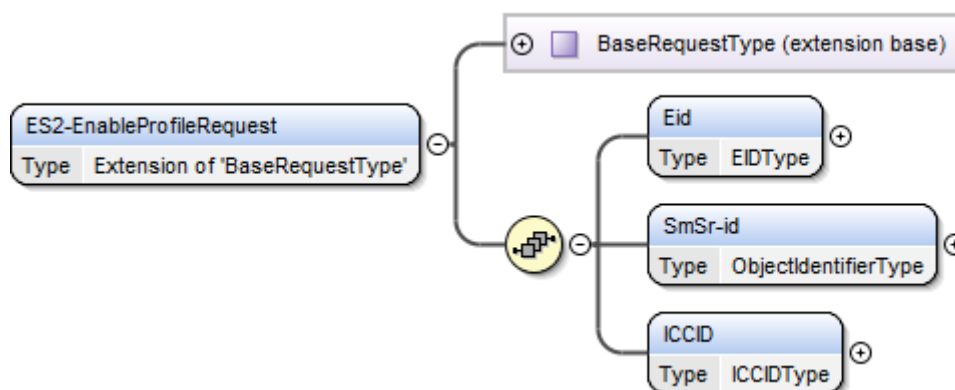 BaseRequestType (extension base)
ES2-EnableProfileRequest
Type Extension of 'BaseRequestType'
Eid
Type EIDType
SmSr-id
Type ObjectIdentifierType
ICCID
Type ICCIDType